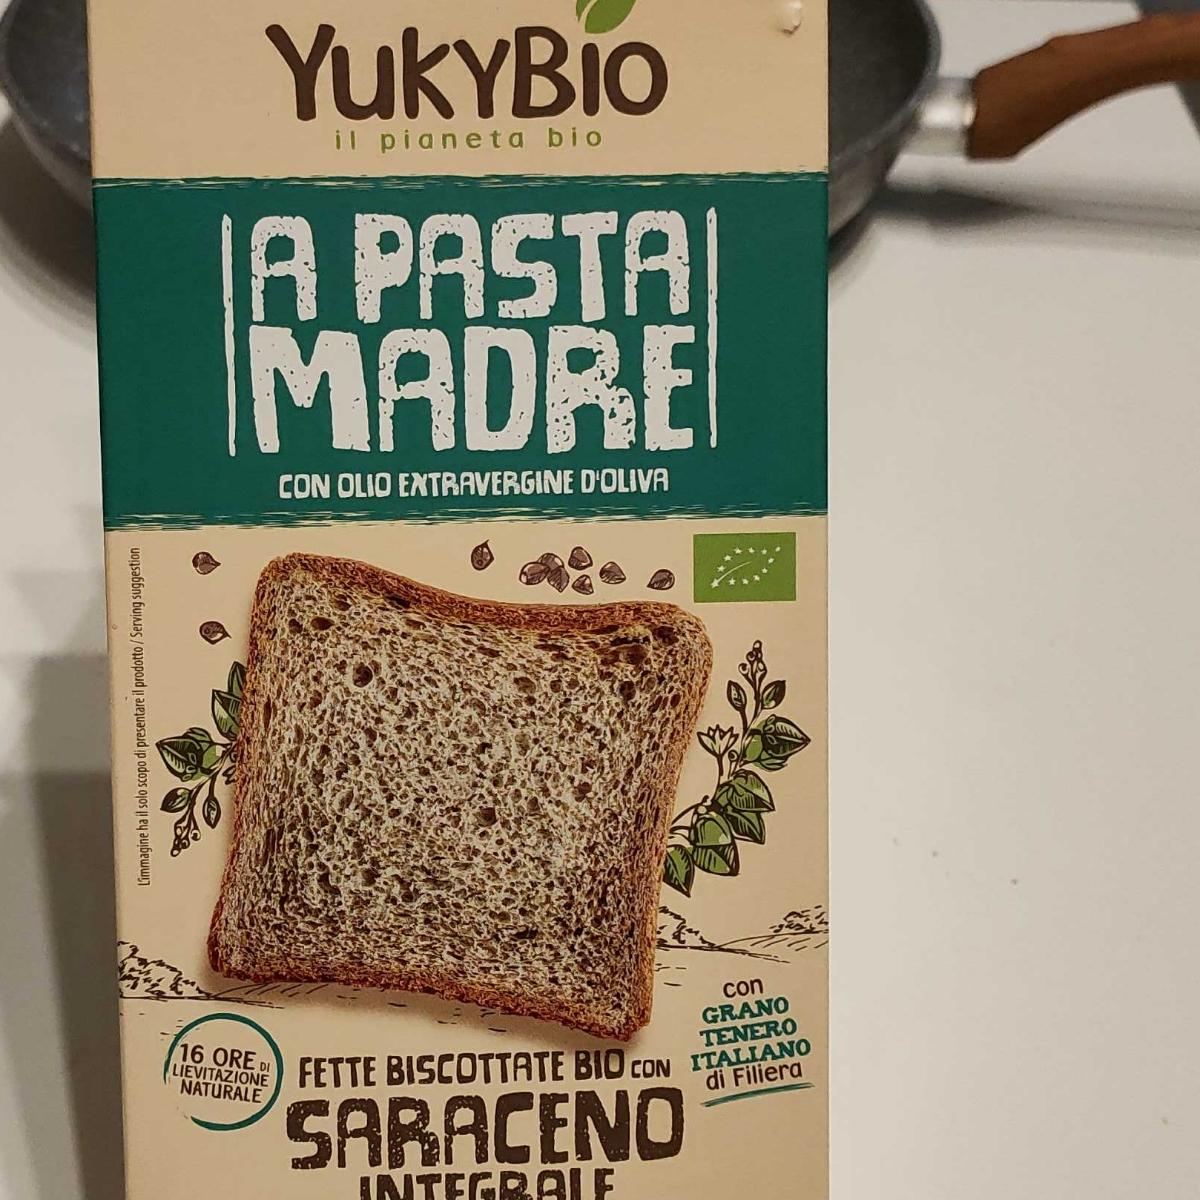 YUKYBIO
il pianeta bio
A PASTA
MADRE
CON OLIO EXTRAVERGINE D'OLIVA
L'immagine ha il solo scopo di presentare il prodotto / Serving suggestion
con
GRANO
TENERO
ITALIANO
di Filiera
16 ORE DI
LIEVITAZIONE
NATURALE
FETTE BISCOTTATE BIO CON
SARACENO
INTEGRALE